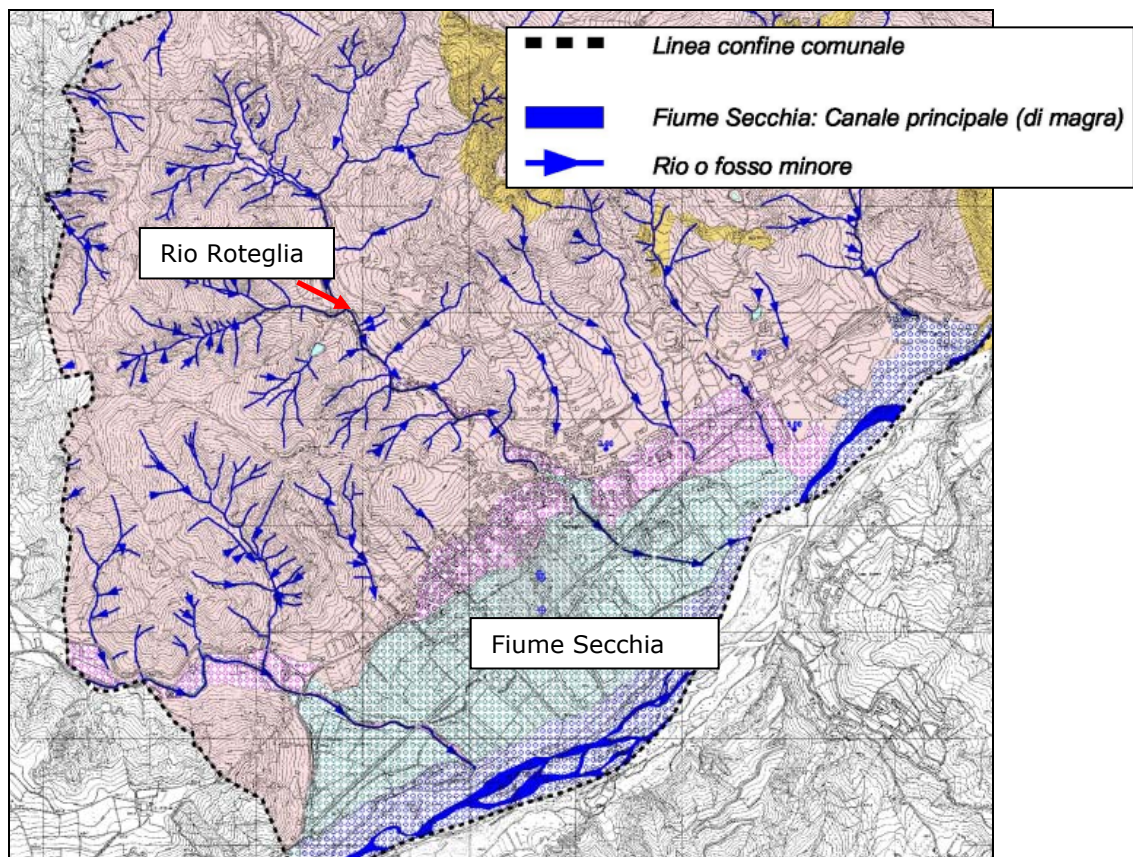 Linea confine comunale
Fiume Secchia: Canale principale (di magra)
Rio o fosso minore
Rio Roteglia
Fiume Secchia